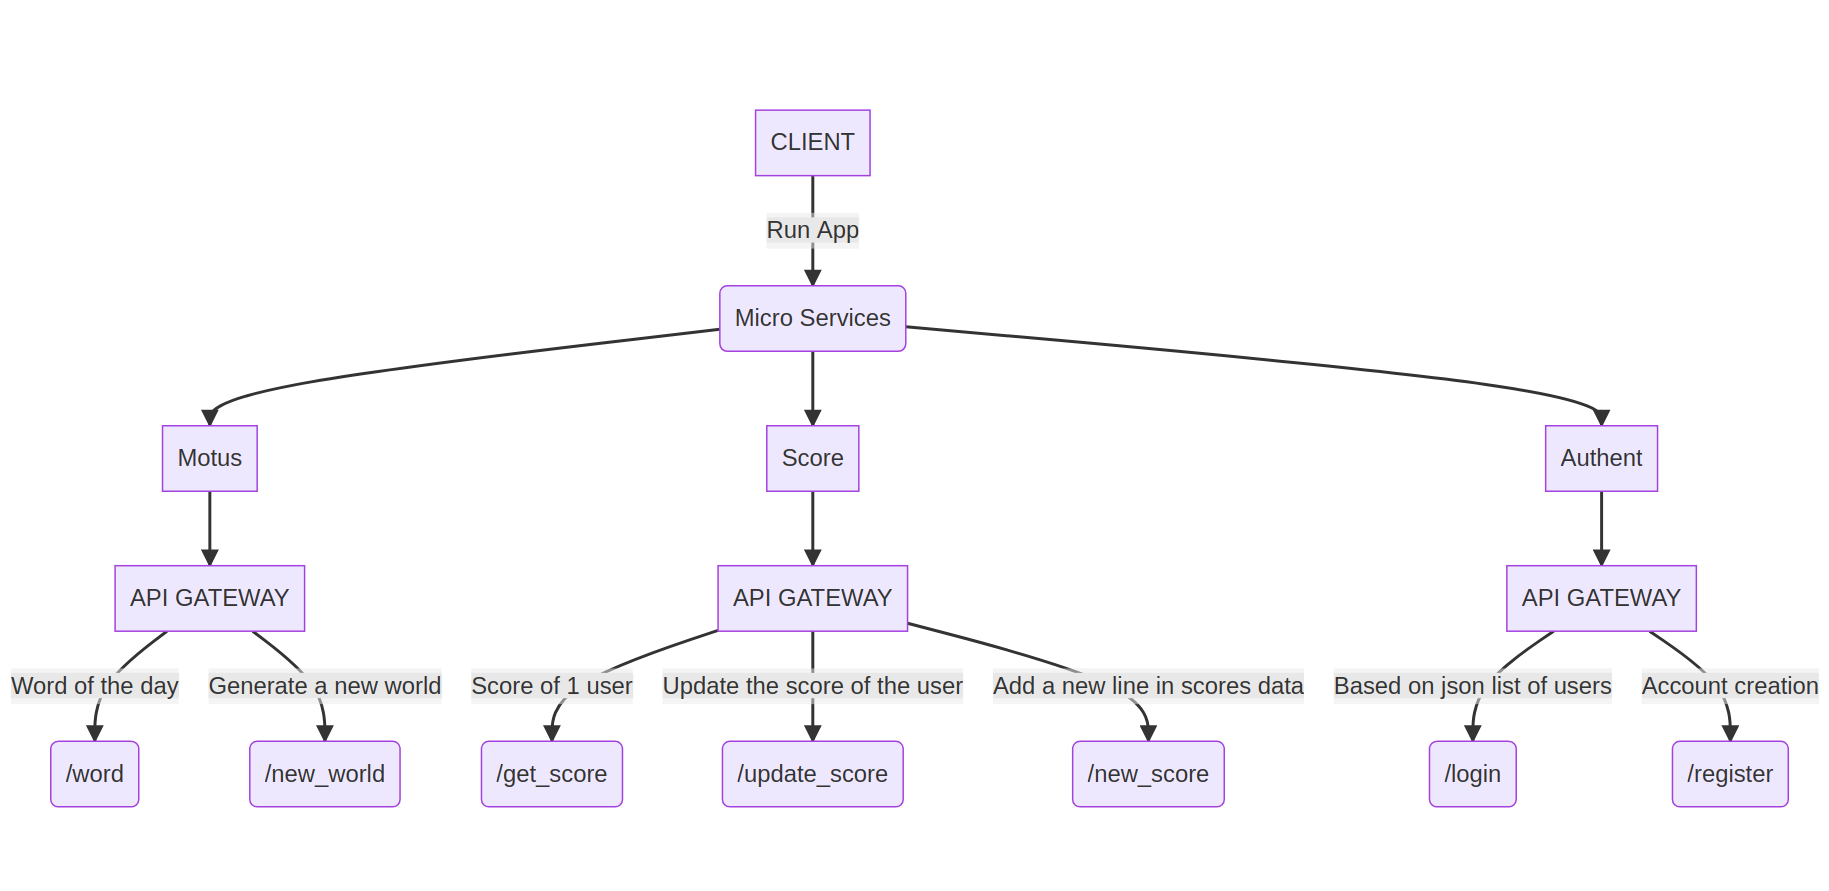 CLIENT
Run App
Micro Services
Motus
Score
Authent
API GATEWAY
API GATEWAY
API GATEWAY
Word of the day
Generate a new world
Score of 1 user
Update the score of the user
Add a new line in scores data
Based on json list of users
Account creation
/word
/new_world
/get_score
/update_score
/new_score
/login
/register